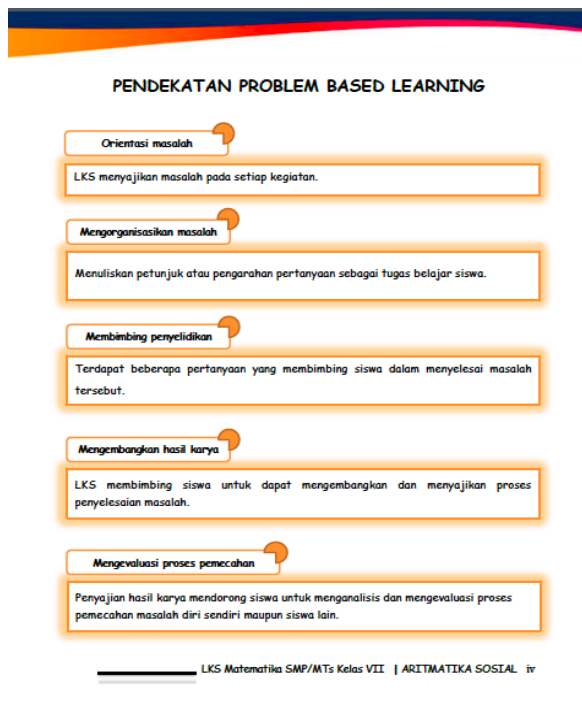 PENDEKATAN PROBLEM BASED LEARNING
Orientasi masalah
LKS menyajikan masalah pada setiap kegiatan.
Mengorganisasikan masalah
Menuliskan petunjuk atau pengarahan pertanyaan sebagai tugas belajar siswa.
Membimbing penyelidikan
Terdapat beberapa pertanyaan yang membimbing siswa dalam menyelesai masalah
tersebut.
Mengembangkan hasil karya
LKS membimbing siswa untuk dapat mengembangkan dan menyajikan proses
penyelesaian masalah.
Mengevaluasi proses pemecahan
Penyajian hasil karya mendorong siswa untuk menganalisis dan mengevaluasi proses
pemecahan masalah diri sendiri maupun siswa lain.
LKS Matematika SMP/MTs Kelas VII | ARITMATIKA SOSIAL iv